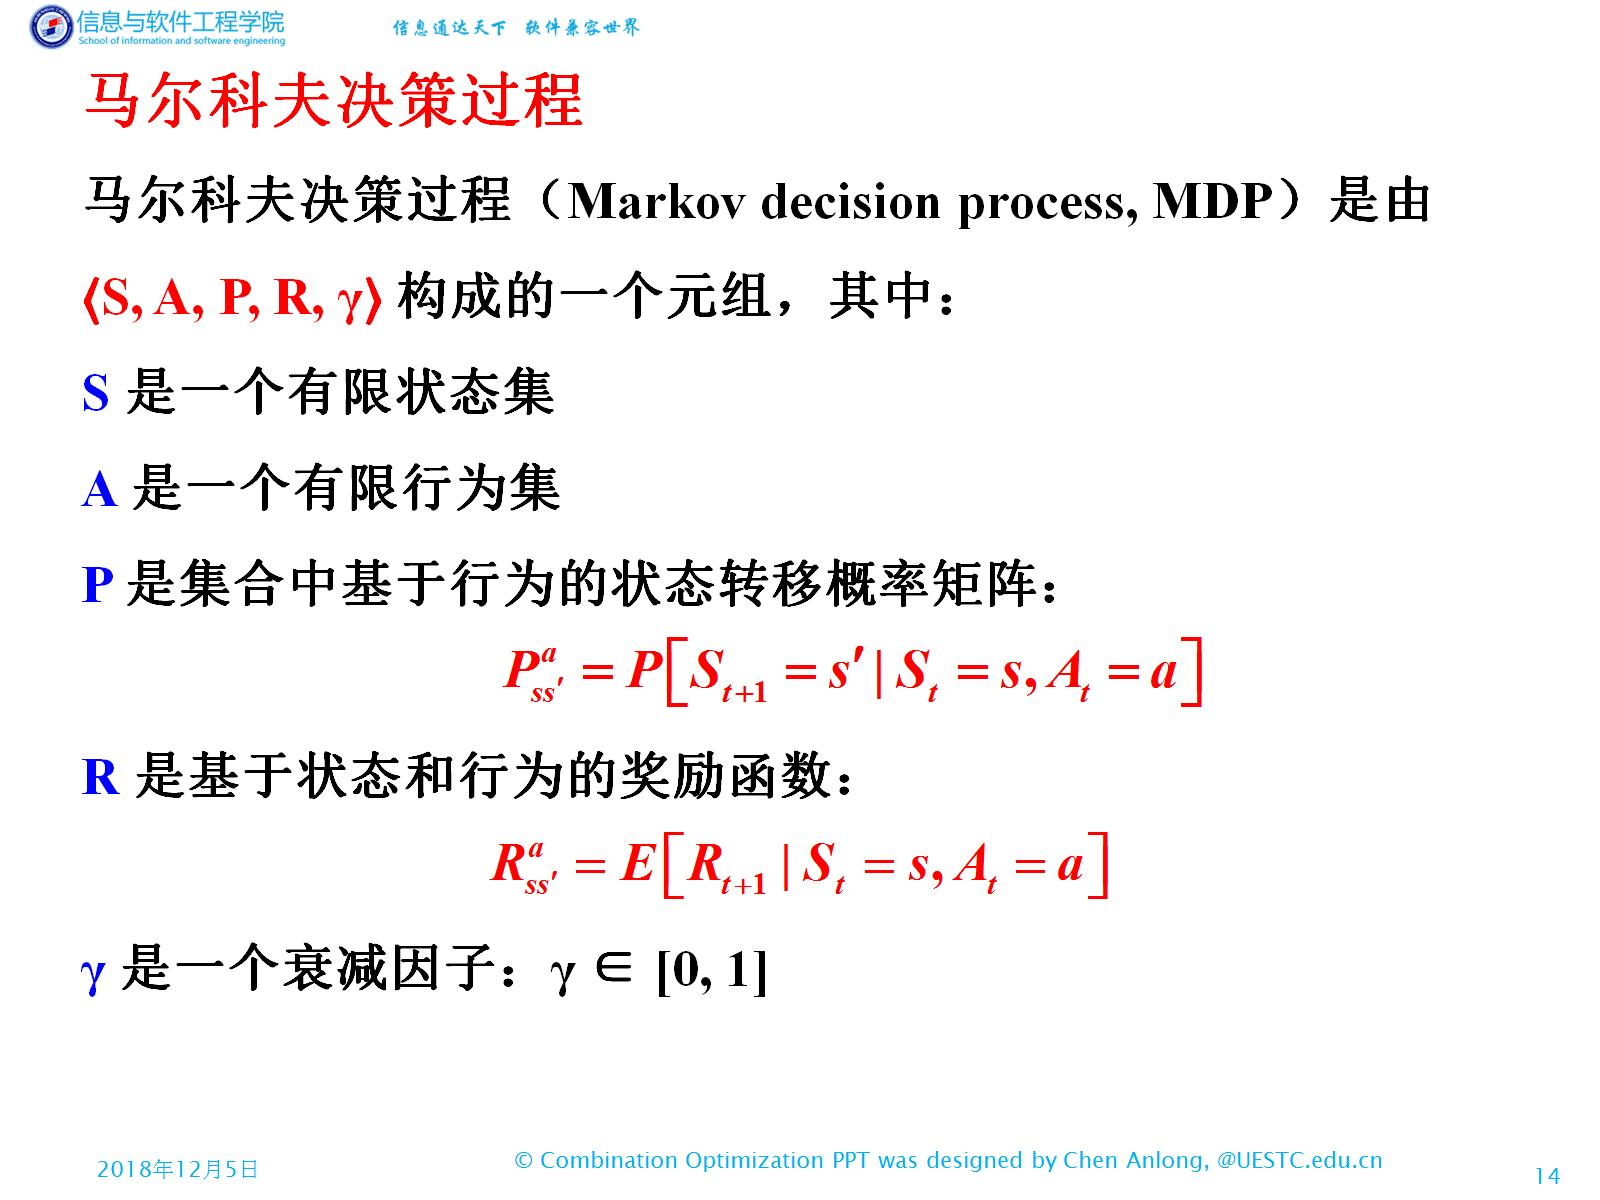 信息与软件工程学院
School of information and software engineering
信息通达天下 软件兼容世界
马尔科夫决策过程
马尔科夫决策过程（Markov decision process, MDP）是由
⟨S, A, P, R, γ⟩ 构成的一个元组，其中：
S 是一个有限状态集
A 是一个有限行为集
P 是集合中基于行为的状态转移概率矩阵：
P^a_{ss′} = P[S_{t+1} = s′ | S_t = s, A_t = a]
R 是基于状态和行为的奖励函数：
R^a_{ss′} = E[R_{t+1} | S_t = s, A_t = a]
γ 是一个衰减因子：γ ∈ [0, 1]
2018年12月5日
© Combination Optimization PPT was designed by Chen Anlong, @UESTC.edu.cn
14